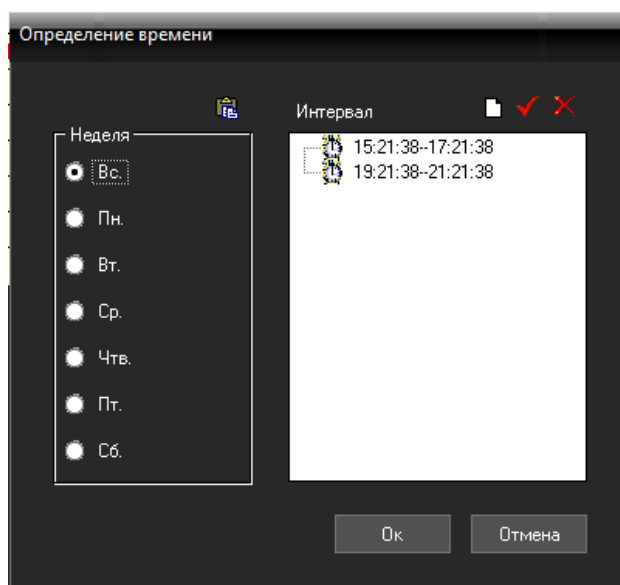 Определение времени
Интервал
Неделя
Вс.
Пн.
Вт.
Ср.
Чтв.
Пт.
Сб.
15:21:38--17:21:38
19:21:38--21:21:38
Ок
Отмена